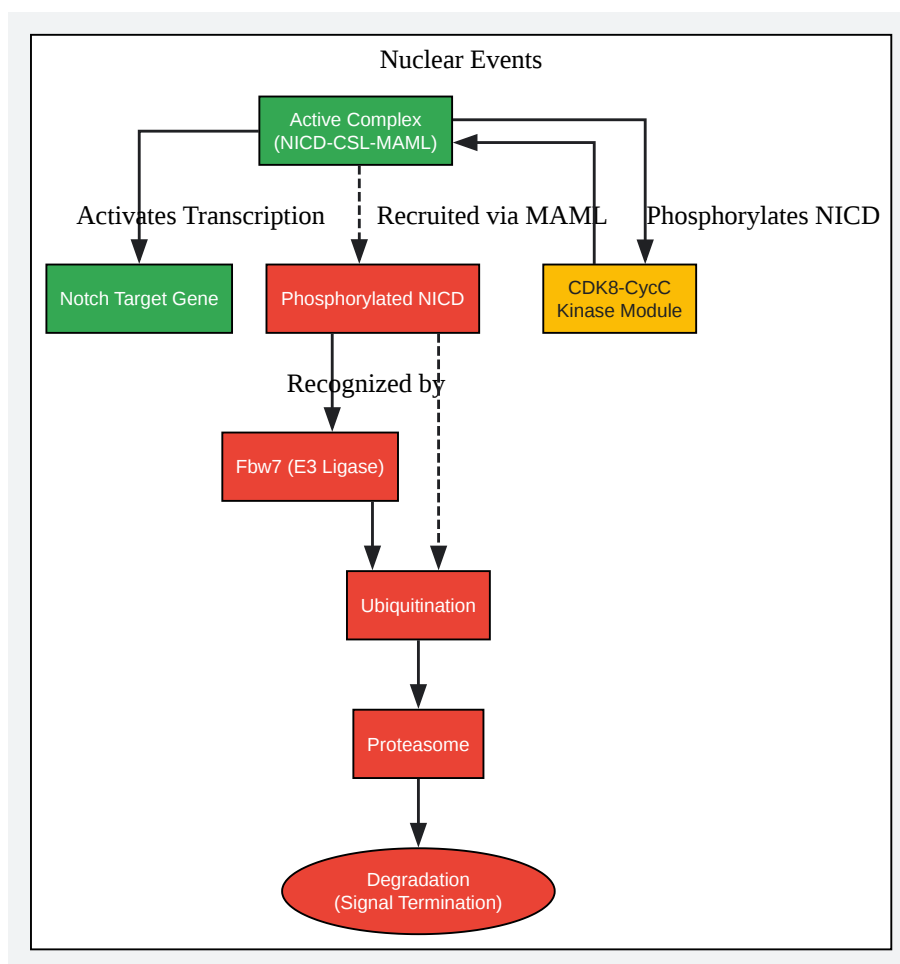 Nuclear Events
Active Complex
(NICD-CSL-MAML)
Activates Transcription
Recruited via MAML
Phosphorylates NICD
Notch Target Gene
Phosphorylated NICD
CDK8-CycC
Kinase Module
Recognized by
Fbw7 (E3 Ligase)
Ubiquitination
Proteasome
Degradation
(Signal Termination)